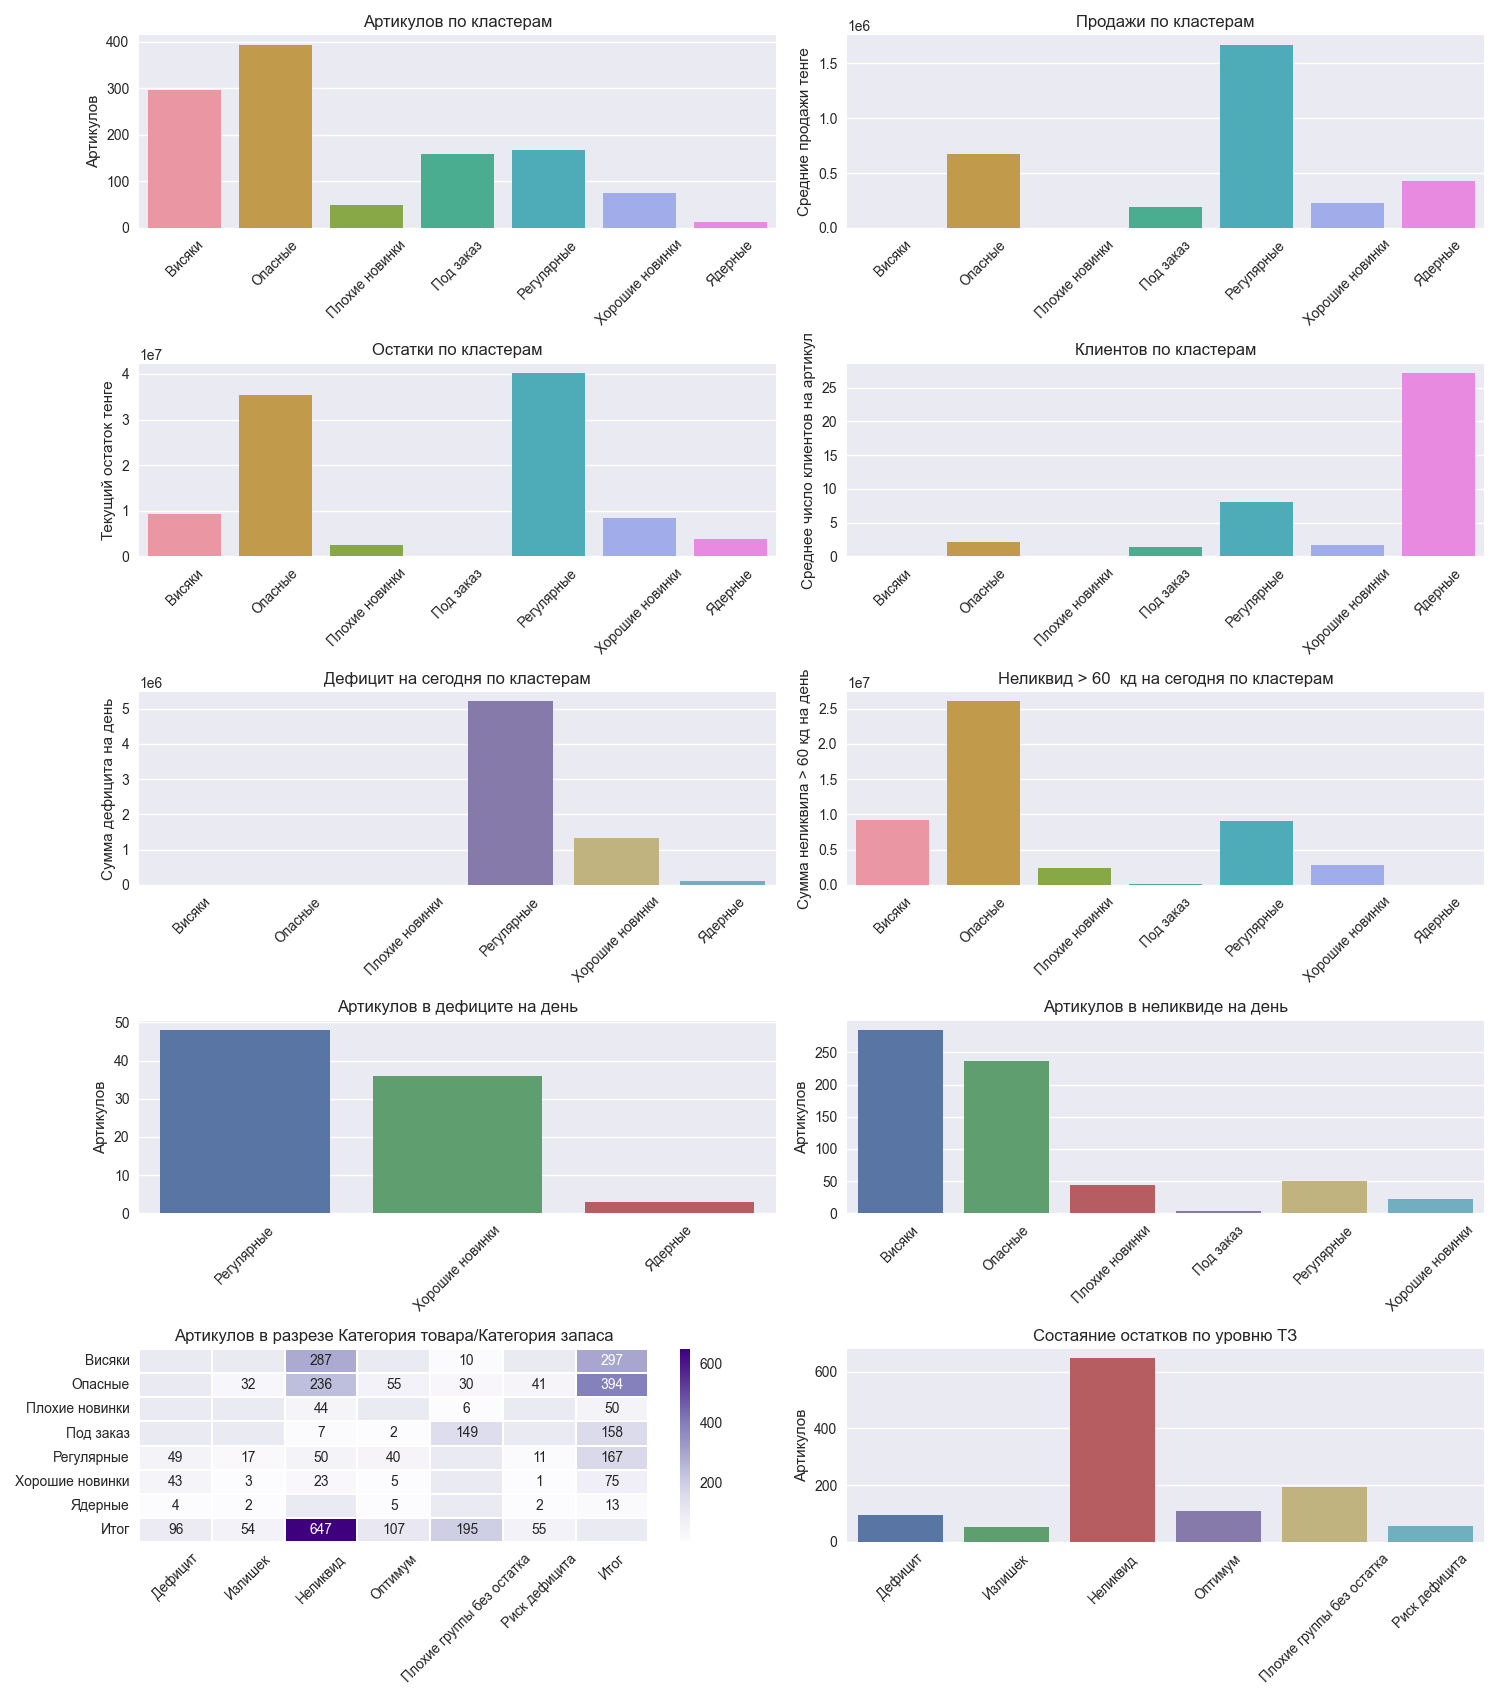 Артикулов по кластерам
Артикулов
400
300
200
100
0
Висяки
Опасные
Плохие новинки
Под заказ
Регулярные
Хорошие новинки
Ядерные
Продажи по кластерам
1e6
Средние продажи тенге
1.5
1.0
0.5
0.0
Висяки
Опасные
Плохие новинки
Под заказ
Регулярные
Хорошие новинки
Ядерные
Остатки по кластерам
1e7
Текущий остаток тенге
4
3
2
1
0
Висяки
Опасные
Плохие новинки
Под заказ
Регулярные
Хорошие новинки
Ядерные
Клиентов по кластерам
Среднее число клиентов на артикул
25
20
15
10
5
0
Висяки
Опасные
Плохие новинки
Под заказ
Регулярные
Хорошие новинки
Ядерные
Дефицит на сегодня по кластерам
1e6
Сумма дефицита на день
5
4
3
2
1
0
Висяки
Опасные
Плохие новинки
Регулярные
Хорошие новинки
Ядерные
Неликвид > 60 кд на сегодня по кластерам
1e7
Сумма неликвила > 60 кд на день
2.5
2.0
1.5
1.0
0.5
0.0
Висяки
Опасные
Плохие новинки
Под заказ
Регулярные
Хорошие новинки
Ядерные
Артикулов в дефиците на день
Артикулов
50
40
30
20
10
0
Регулярные
Хорошие новинки
Ядерные
Артикулов в неликвиде на день
Артикулов
250
200
150
100
50
0
Висяки
Опасные
Плохие новинки
Под заказ
Регулярные
Хорошие новинки
Артикулов в разрезе Категория товара/Категория запаса
Висяки 287 10 297
Опасные 32 236 55 30 41 394
Плохие новинки 44 6 50
Под заказ 7 2 149 158
Регулярные 49 17 50 40 11 167
Хорошие новинки 43 3 23 5 1 75
Ядерные 4 2 5 2 13
Итог 96 54 647 107 195 55
Дефицит
Излишек
Неликвид
Оптимум
Плохие группы без остатка
Риск дефицита
Итог
600
400
200
Состаяние остатков по уровню ТЗ
Артикулов
600
400
200
0
Дефицит
Излишек
Неликвид
Оптимум
Плохие группы без остатка
Риск дефицита